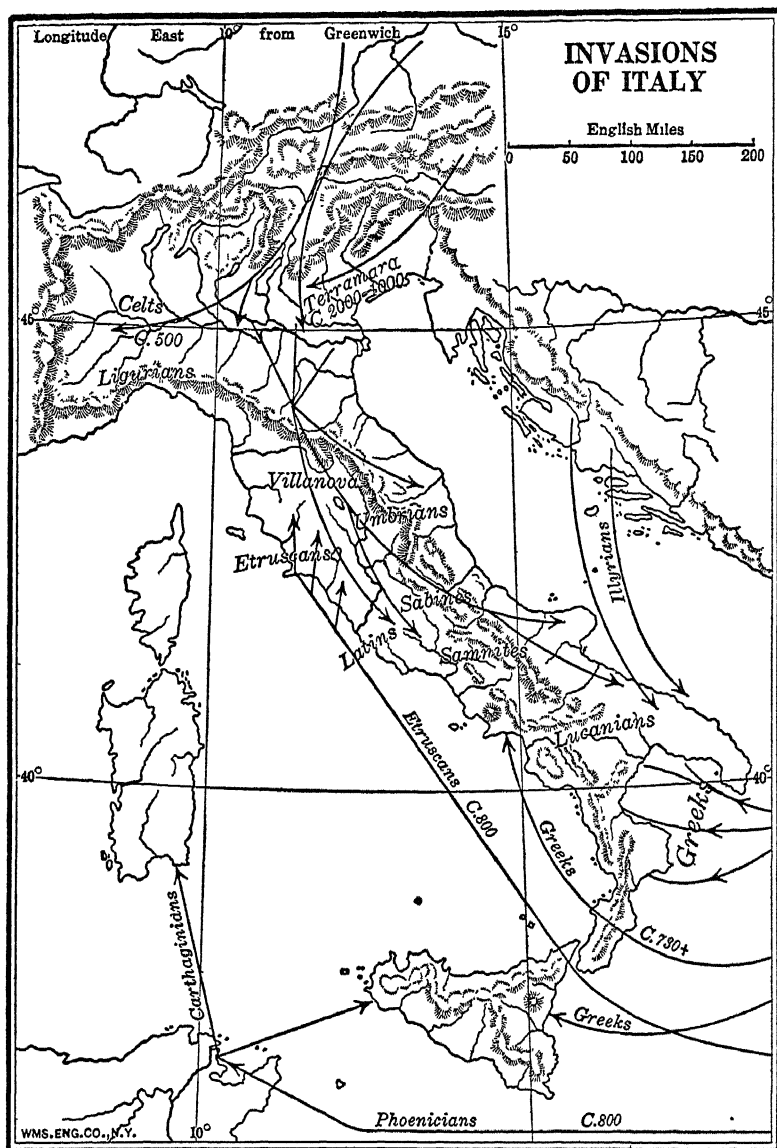 Longitude East 10° from Greenwich 15°
INVASIONS
OF ITALY
English Miles
0 50 100 150 200
Terramara
C. 2000-1000
Celts
45° 45° 45°
C. 500
Ligurians
Villanova
Umbrians
Etruscans
Illyrians
Sabines
Latins
Samnites
Lucanians
Etruscans C.800
40° 40°
Greeks
Greeks
C.730+
Carthaginians
Greeks
Phoenicians C.800
WMS.ENG.CO.,N.Y. 10°